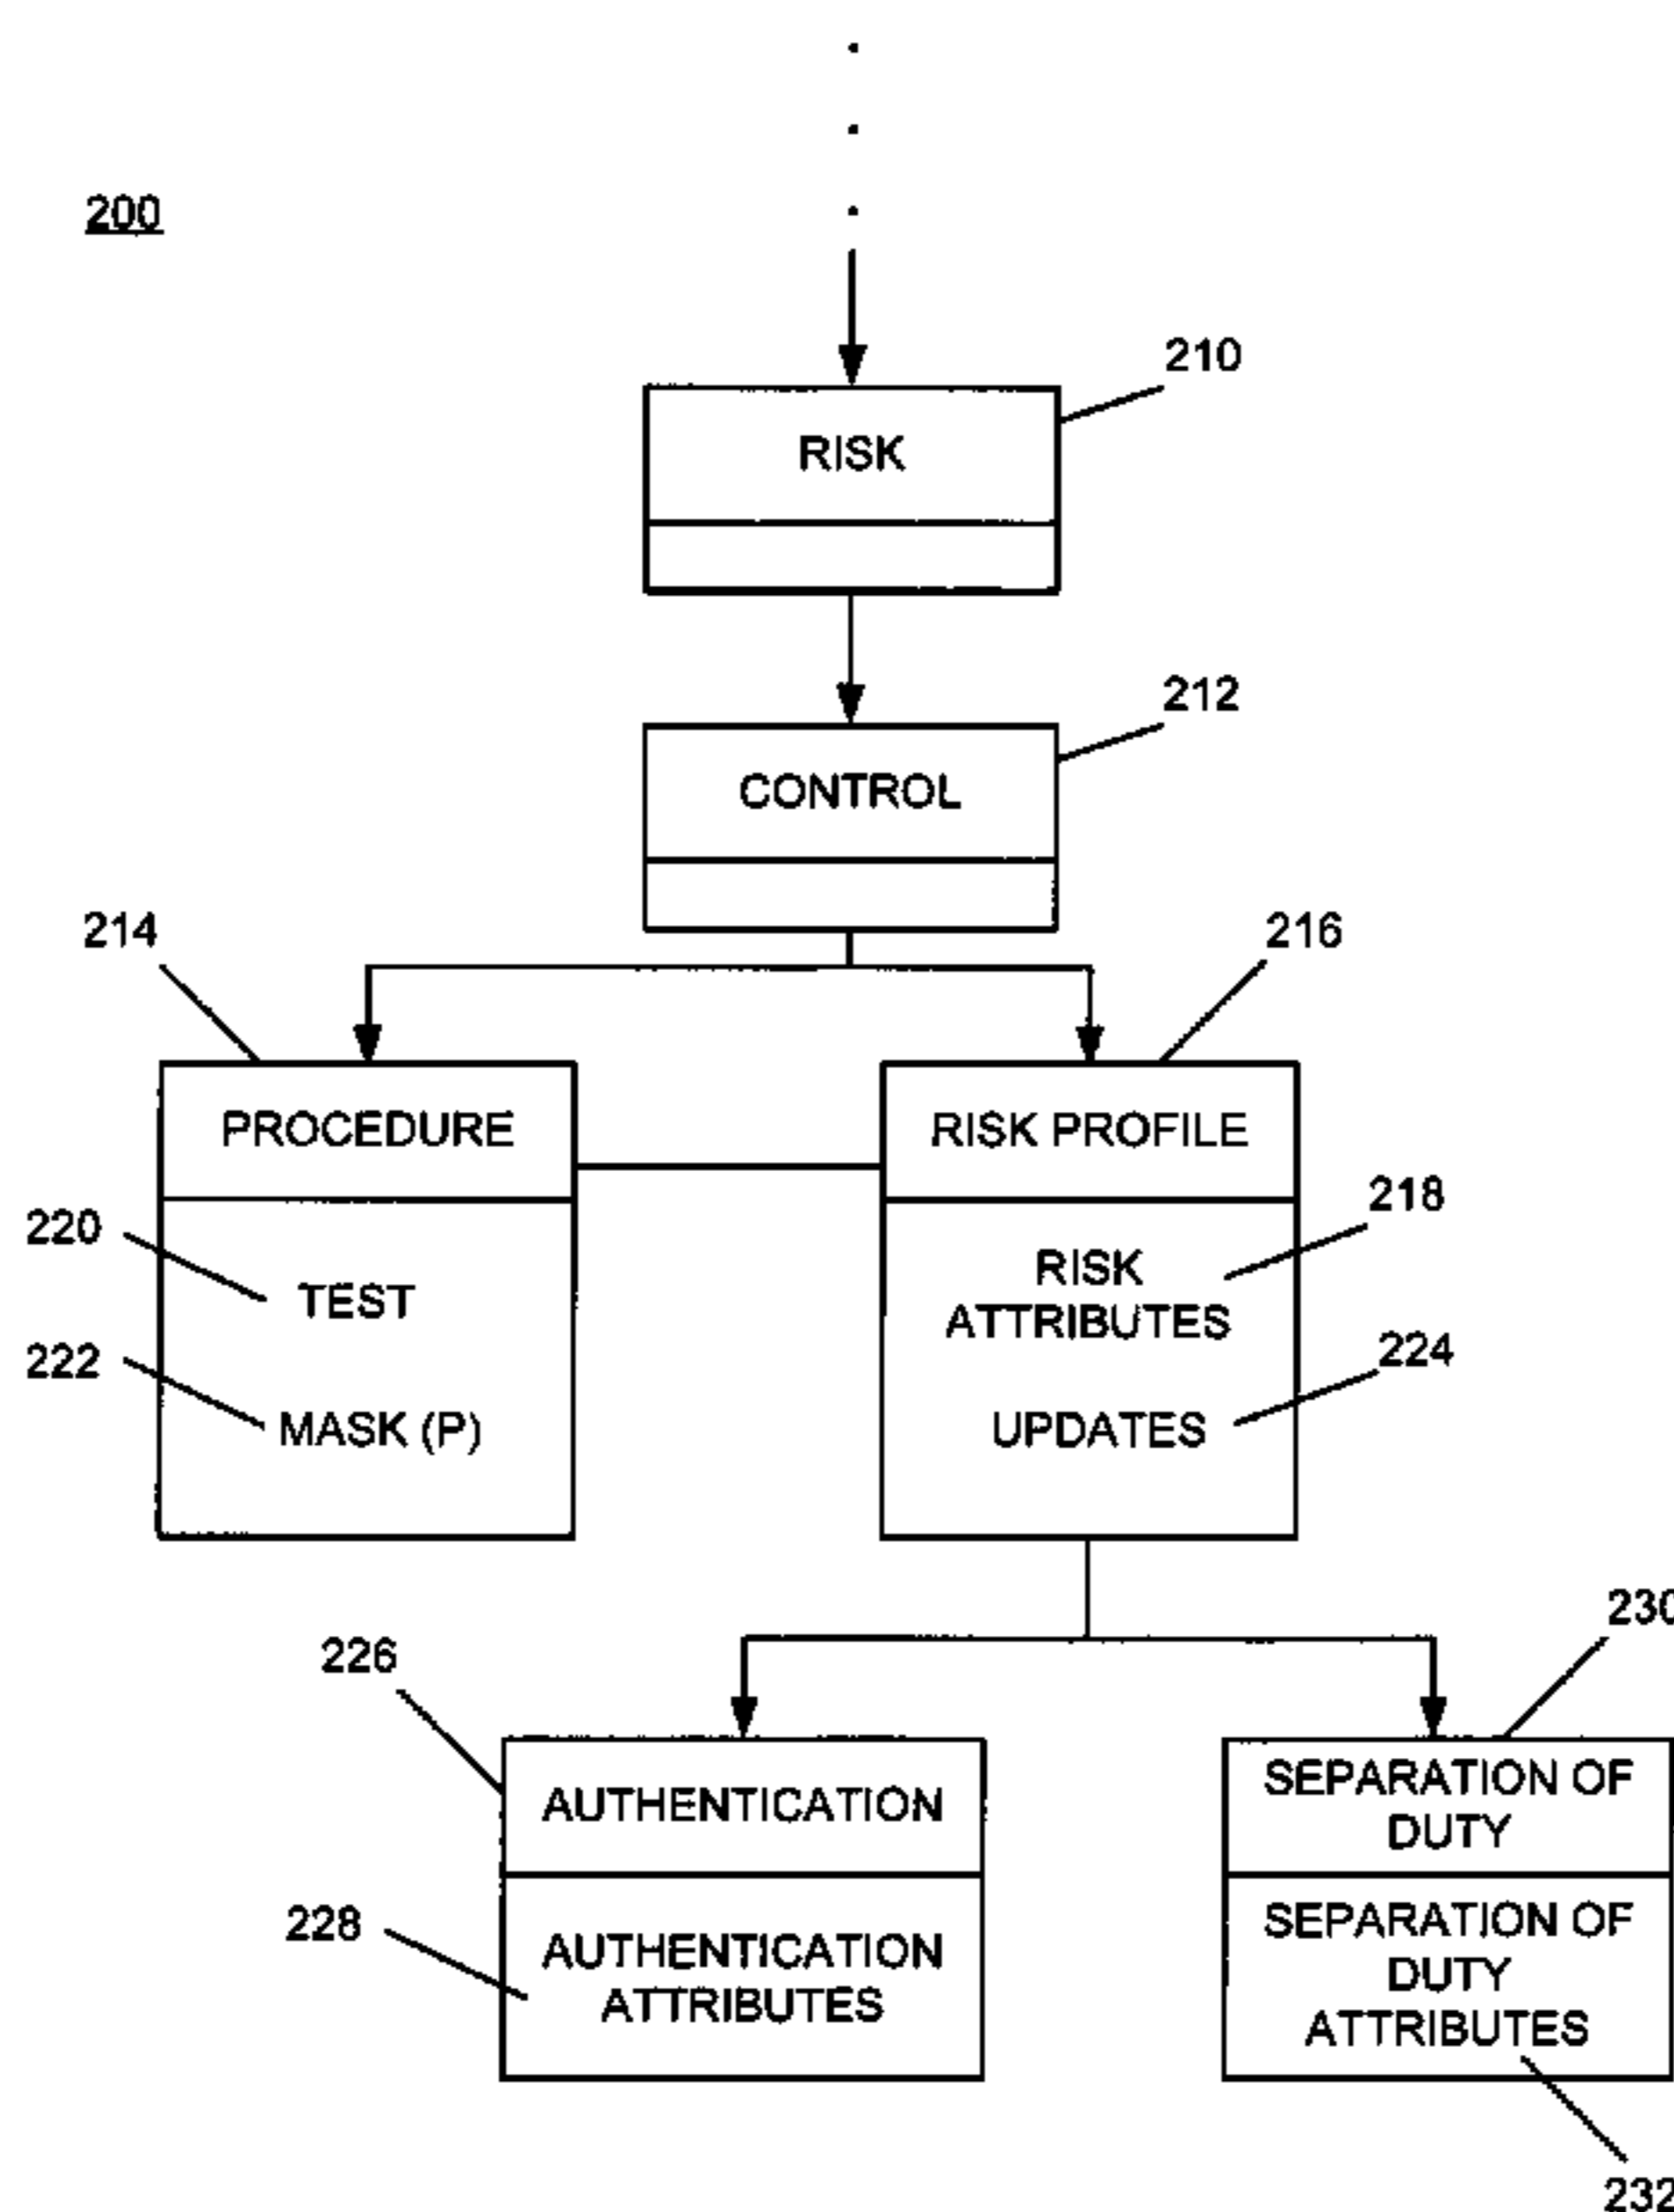 200
210
RISK
212
CONTROL
214
216
PROCEDURE
RISK PROFILE
218
220
RISK
ATTRIBUTES
TEST
222
224
MASK (P)
UPDATES
230
226
AUTHENTICATION
SEPARATION OF
DUTY
228
AUTHENTICATION
ATTRIBUTES
SEPARATION OF
DUTY
ATTRIBUTES
232